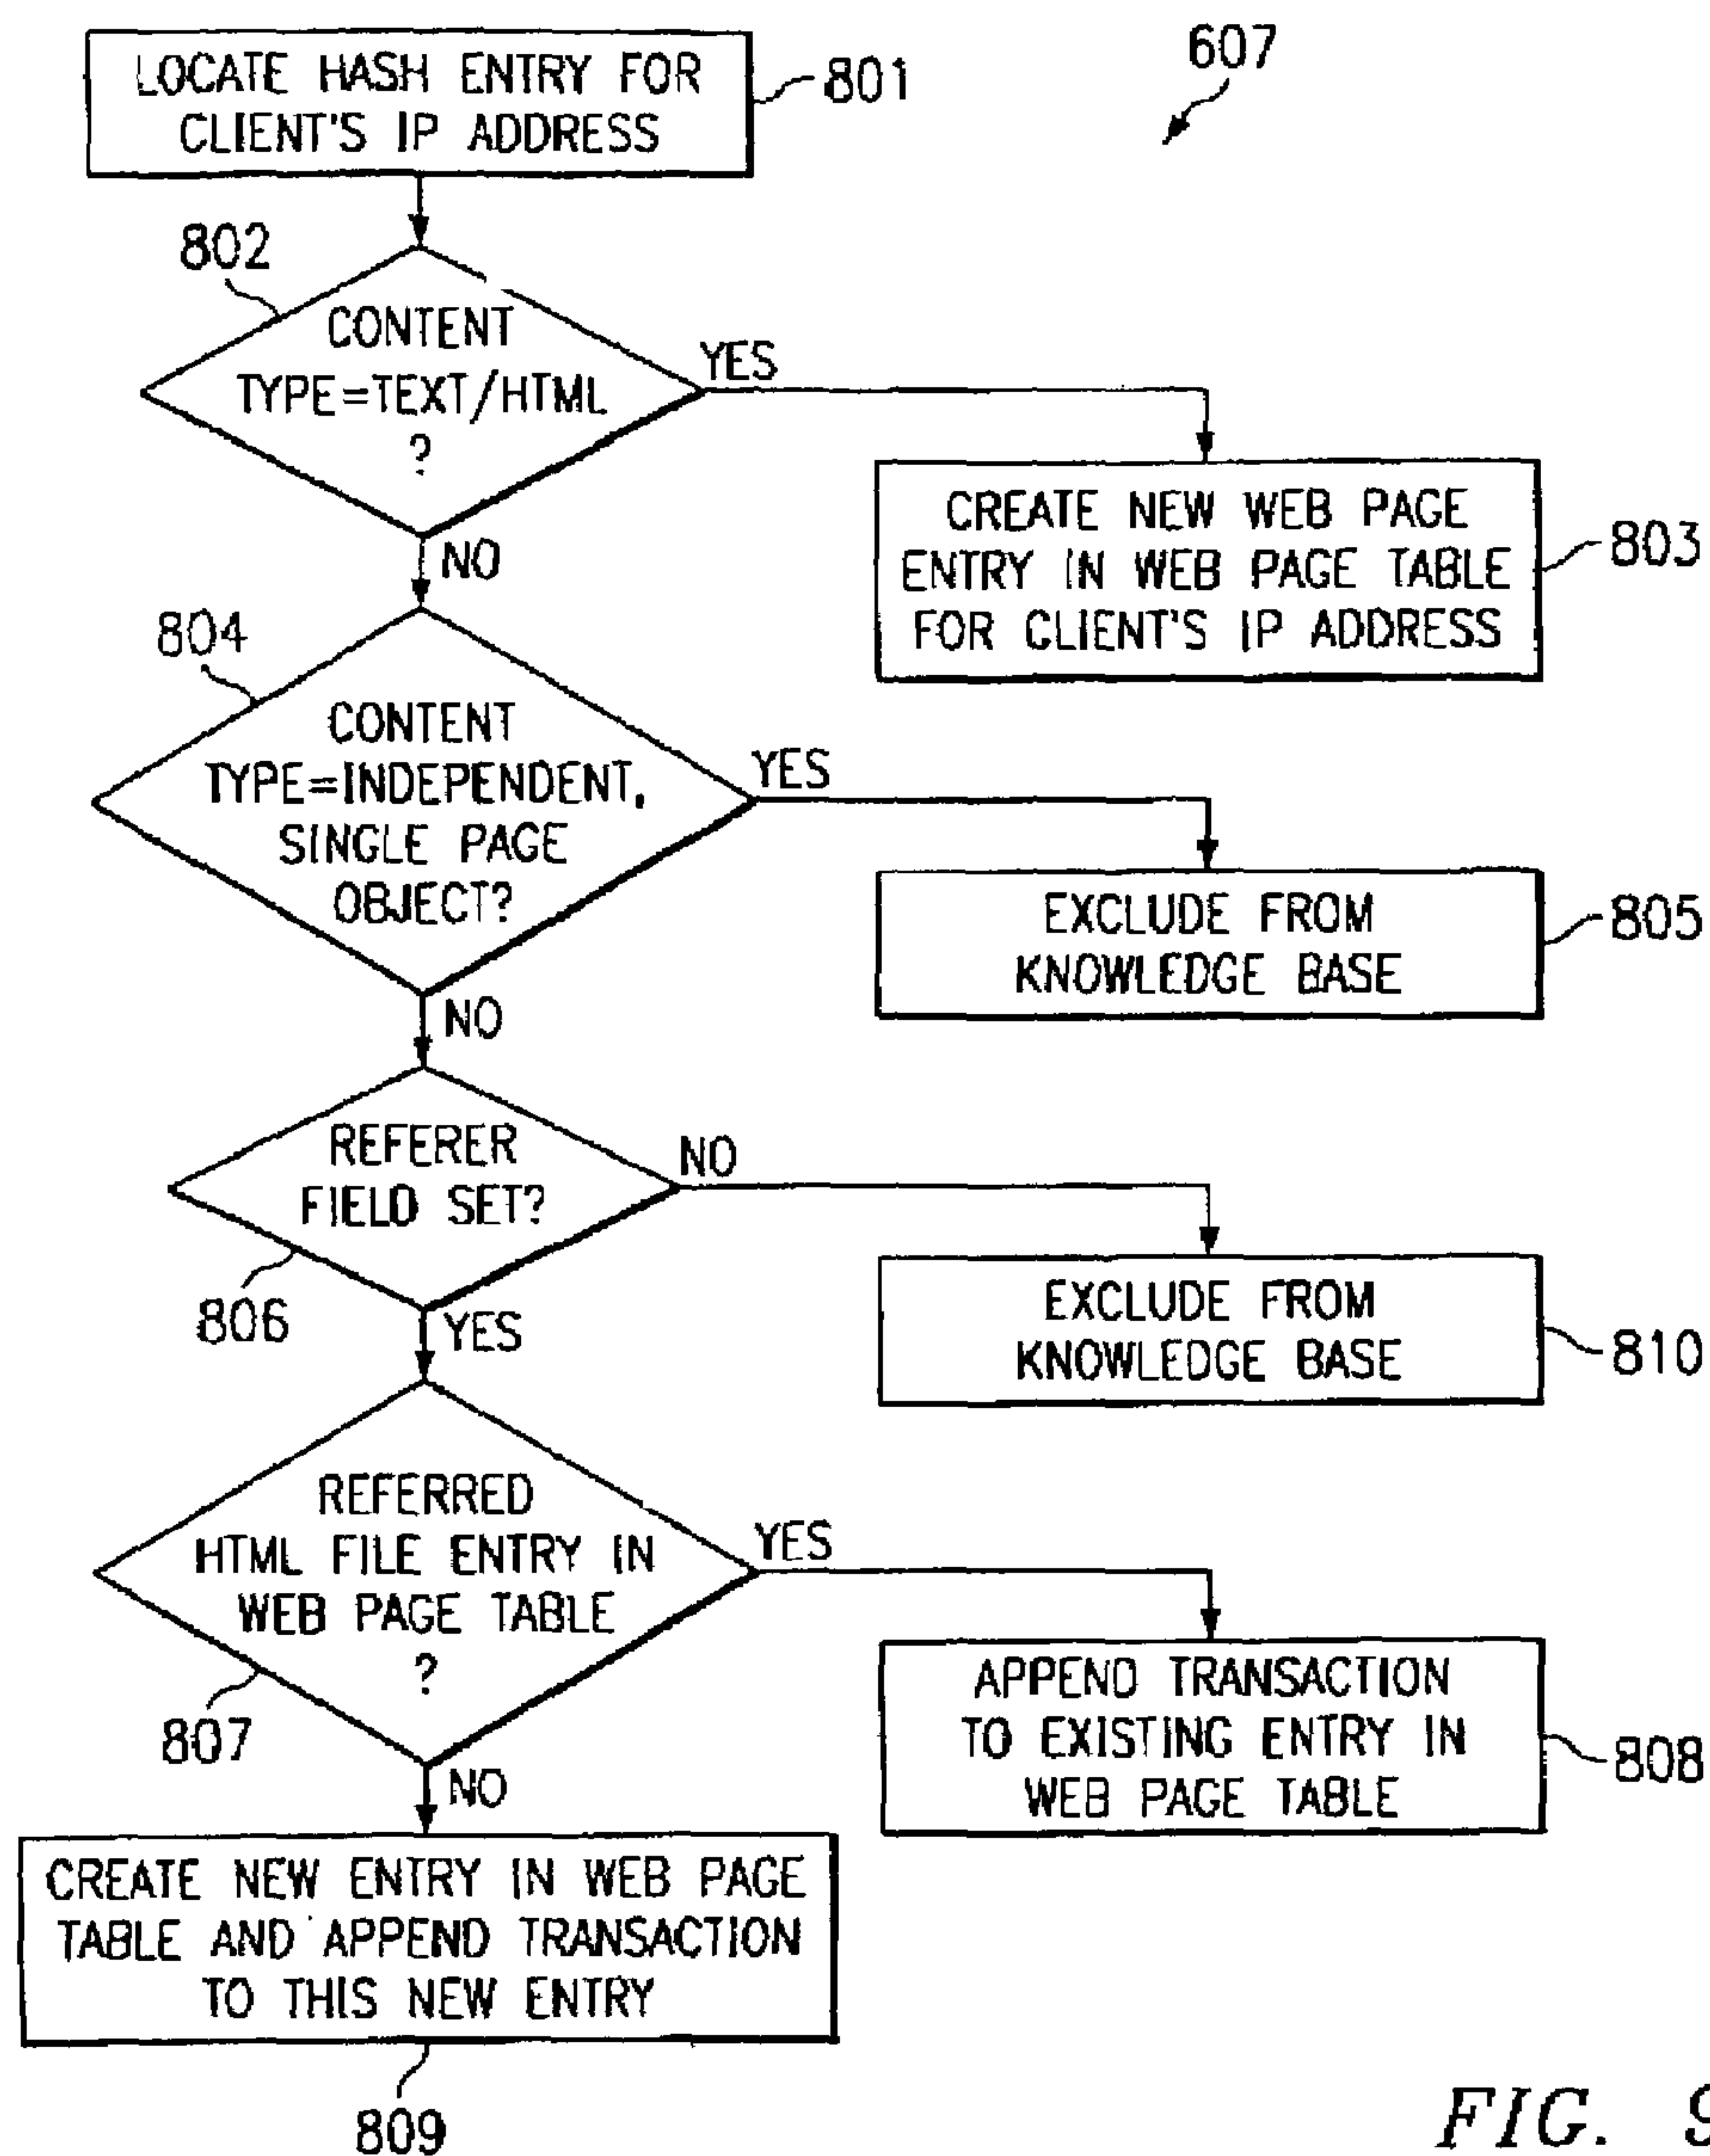 LOCATE HASH ENTRY FOR
CLIENT'S IP ADDRESS
801
607
802
CONTENT
TYPE=TEXT/HTML
?
YES
NO
CREATE NEW WEB PAGE
ENTRY IN WEB PAGE TABLE
FOR CLIENT'S IP ADDRESS
803
804
CONTENT
TYPE=INDEPENDENT,
SINGLE PAGE
OBJECT?
YES
NO
EXCLUDE FROM
KNOWLEDGE BASE
805
REFERER
FIELD SET?
NO
806
YES
EXCLUDE FROM
KNOWLEDGE BASE
810
REFERRED
HTML FILE ENTRY IN
WEB PAGE TABLE
?
YES
807
NO
APPEND TRANSACTION
TO EXISTING ENTRY IN
WEB PAGE TABLE
808
CREATE NEW ENTRY IN WEB PAGE
TABLE AND APPEND TRANSACTION
TO THIS NEW ENTRY
809
FIG. 9